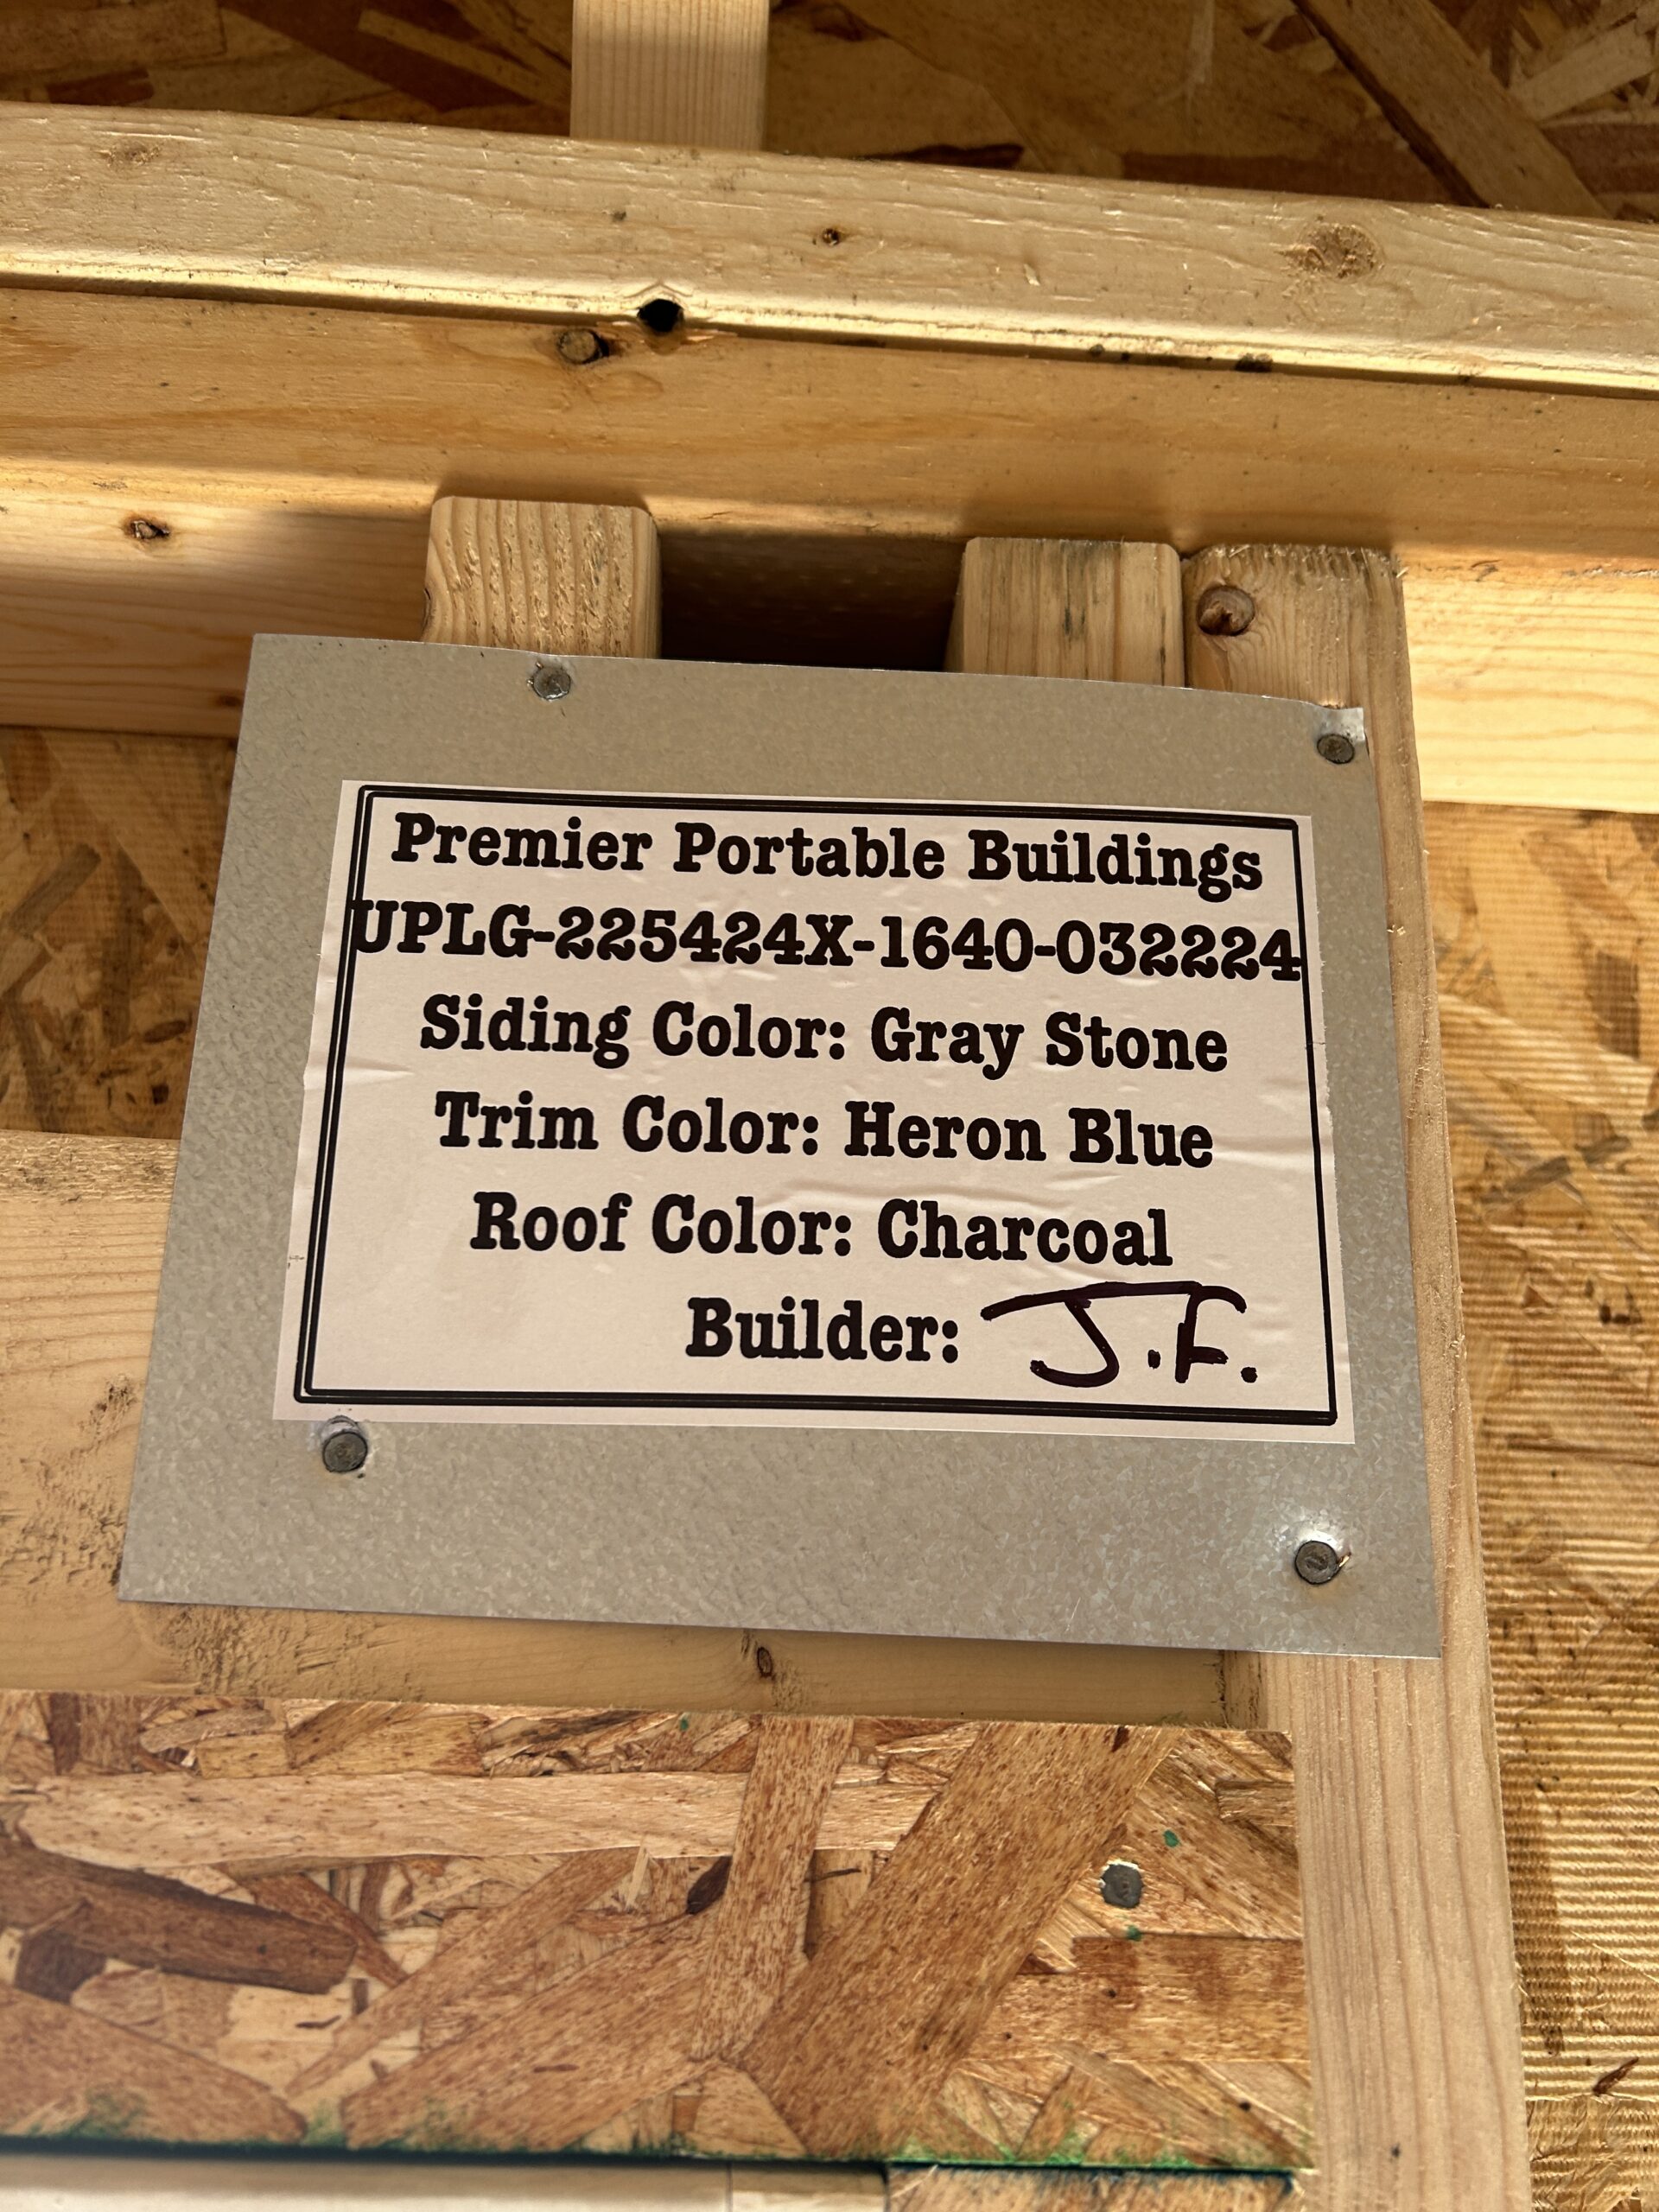 Premier Portable Buildings
UPLG-225424X-1640-032224
Siding Color: Gray Stone
Trim Color: Heron Blue
Roof Color: Charcoal
Builder: J.F.